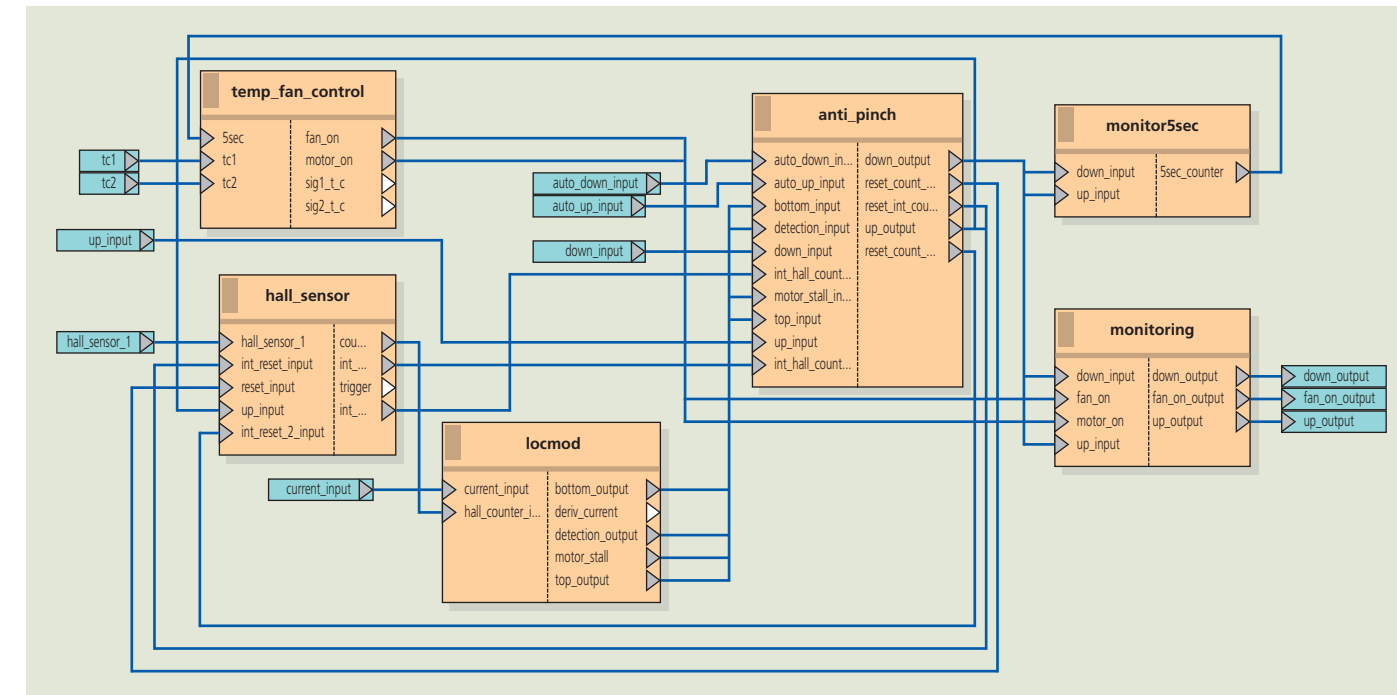 temp_fan_control
5sec
tc1
tc2
fan_on
motor_on
sig1_t_c
sig2_t_c
tc1
tc2
up_input
hall_sensor
hall_sensor_1
int_reset_input
reset_input
up_input
int_reset_2_input
cou...
int_...
trigger
int_...
hall_sensor_1
current_input
locmod
current_input
hall_counter_i...
bottom_output
deriv_current
detection_output
motor_stall
top_output
auto_down_input
auto_up_input
down_input
anti_pinch
auto_down_in...
auto_up_input
bottom_input
detection_input
down_input
int_hall_count...
motor_stall_in...
top_input
up_input
int_hall_count...
down_output
reset_count_...
reset_int_cou...
up_output
reset_count_...
monitor5sec
down_input
up_input
5sec_counter
monitoring
down_input
fan_on
motor_on
up_input
down_output
fan_on_output
up_output
down_output
fan_on_output
up_output